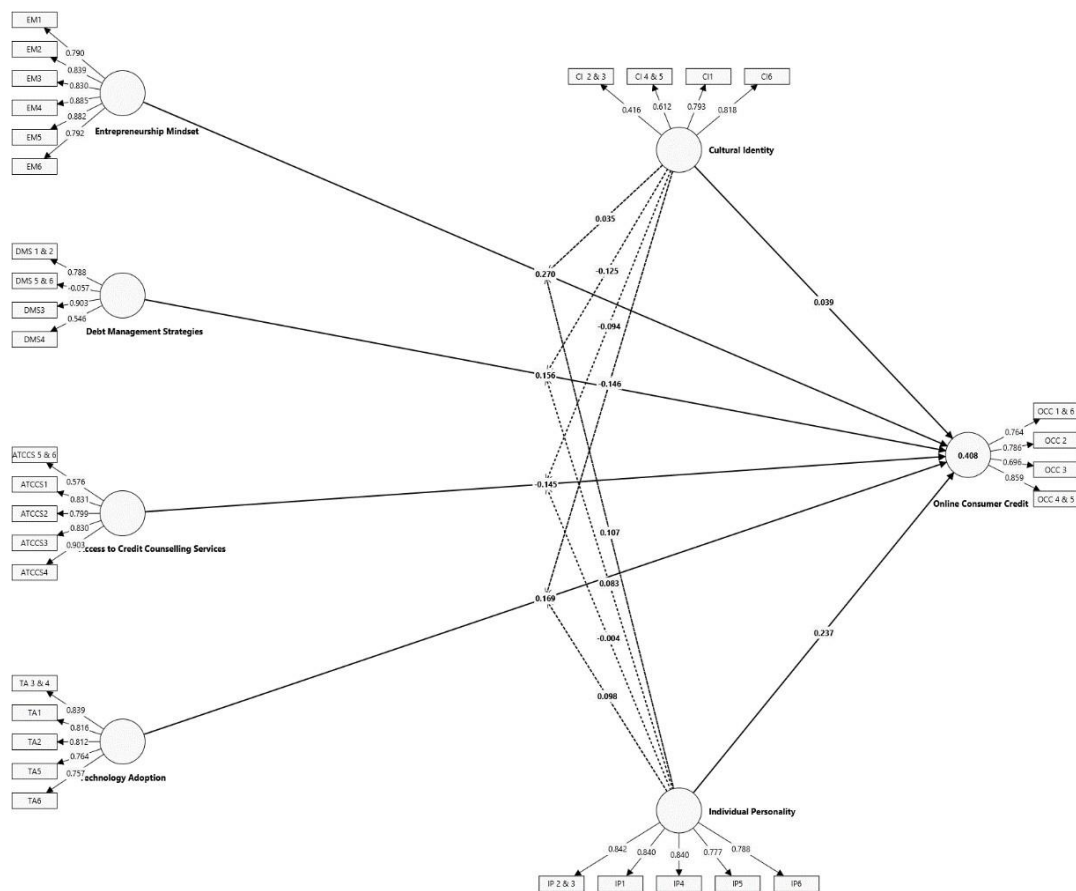 EM1
0.790
EM2
0.839
EM3
0.830
EM4
0.885
EM5
0.882
EM6
0.792
Entrepreneurship Mindset
CI 2 & 3
CI 4 & 5
CI1
CI6
0.416
0.612
0.793
0.818
Cultural Identity
DMS 1 & 2
0.788
DMS 5 & 6
-0.057
DMS3
0.903
DMS4
0.546
Debt Management Strategies
0.035
-0.125
0.270
-0.094
0.039
0.156
-0.146
OCC 1 & 6
0.764
OCC 2
0.786
0.408
OCC 3
0.696
OCC 4 & 5
0.859
Online Consumer Credit
ATCCS 5 & 6
0.576
ATCCS1
0.831
ATCCS2
0.799
ATCCS3
0.830
ATCCS4
0.903
ccess to Credit Counselling Services
-0.145
0.107
0.083
0.169
-0.004
0.237
0.098
TA 3 & 4
0.839
TA1
0.816
TA2
0.812
TA5
0.764
TA6
0.757
echnology Adoption
Individual Personality
0.842
0.840
0.840
0.777
0.788
IP 2 & 3
IP1
IP4
IP5
IP6